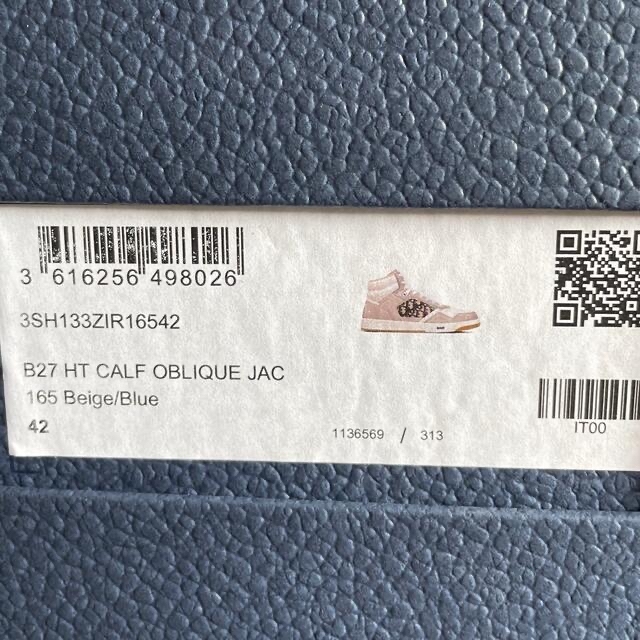 3 616256 498026
3SH133ZIR16542
B27 HT CALF OBLIQUE JAC
165 Beige/Blue
42
1136569 / 313
IT00